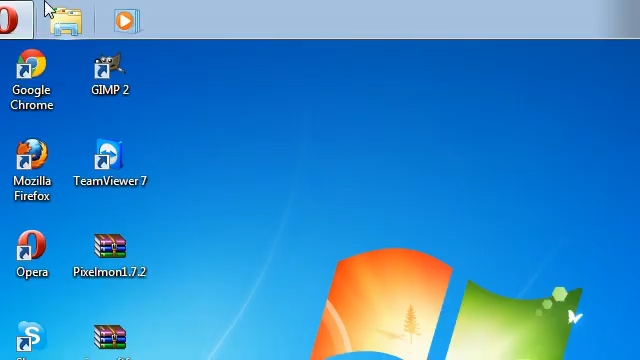 Google
Chrome
GIMP 2
Mozilla
Firefox
TeamViewer 7
Opera
Pixelmon1.7.2